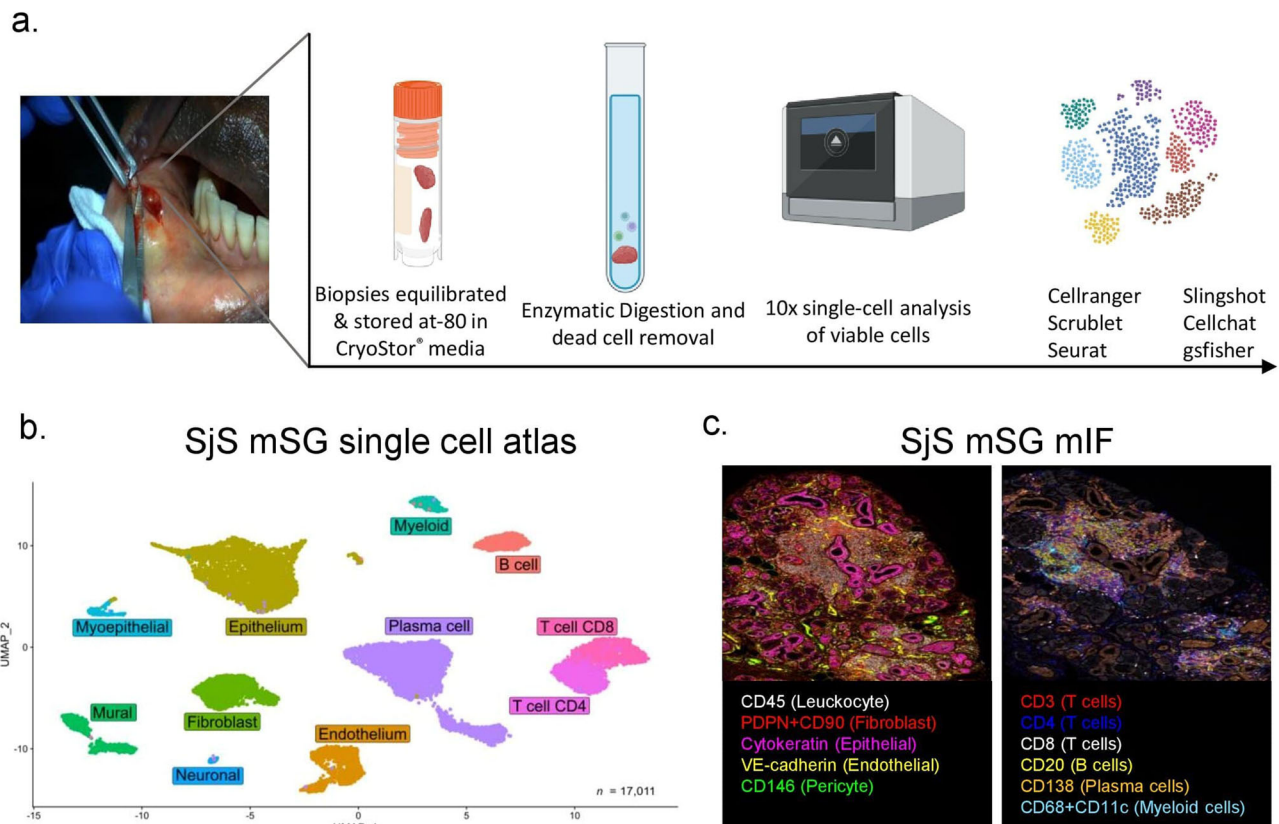 a.
Biopsies equilibrated
& stored at-80 in
CryoStor® media
Enzymatic Digestion and
dead cell removal
10x single-cell analysis
of viable cells
Cellranger
Scrublet
Seurat
Slingshot
Cellchat
gsfisher
b.
SjS mSG single cell atlas
UMAP_2
10
0
-10
-15
-10
-5
0
5
10
Myeloid
B cell
Myoepithelial
Epithelium
Plasma cell
T cell CD8
T cell CD4
Mural
Fibroblast
Endothelium
Neuronal
n = 17,011
c.
SjS mSG mIF
CD45 (Leuckocyte)
PDPN+CD90 (Fibroblast)
Cytokeratin (Epithelial)
VE-cadherin (Endothelial)
CD146 (Pericyte)
CD3 (T cells)
CD4 (T cells)
CD8 (T cells)
CD20 (B cells)
CD138 (Plasma cells)
CD68+CD11c (Myeloid cells)